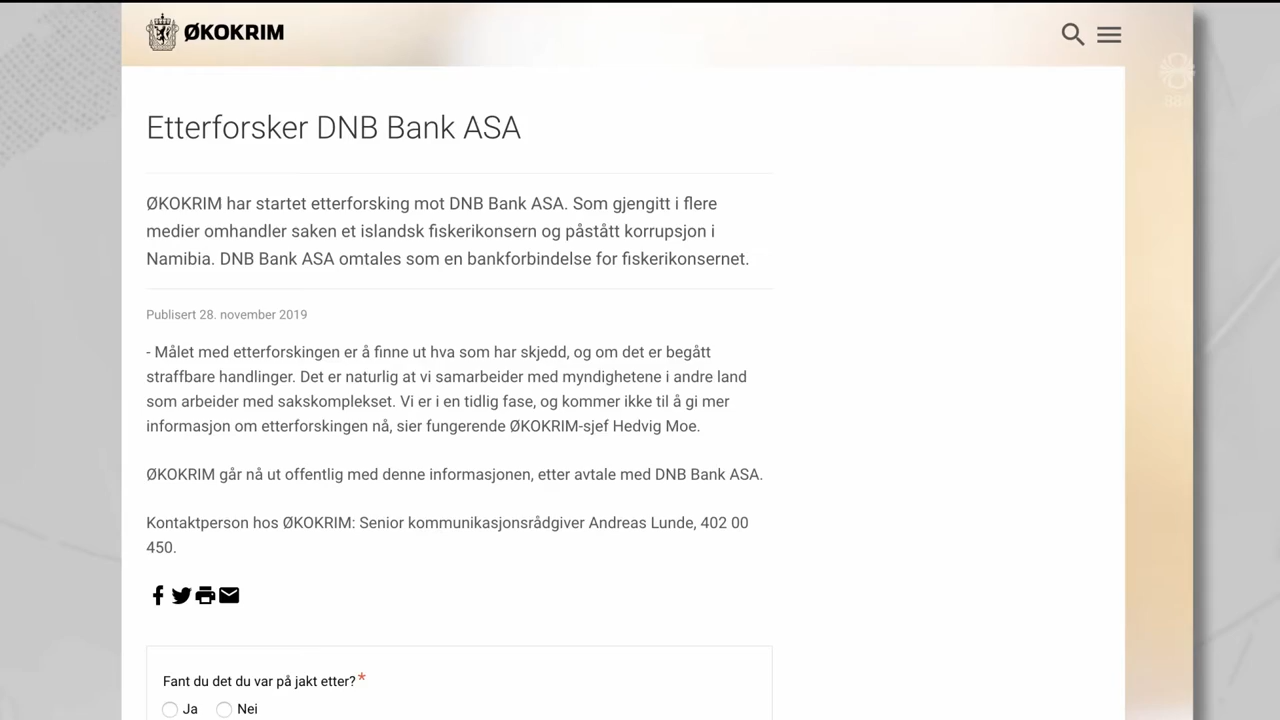 ØKOKRIM
Etterforsker DNB Bank ASA
ØKOKRIM har startet etterforsking mot DNB Bank ASA. Som gjengitt i flere
medier omhandler saken et islandsk fiskerikonsern og påstått korrupsjon i
Namibia. DNB Bank ASA omtales som en bankforbindelse for fiskerikonsernet.
Publisert 28. november 2019
- Målet med etterforskingen er å finne ut hva som har skjedd, og om det er begått
straffbare handlinger. Det er naturlig at vi samarbeider med myndighetene i andre land
som arbeider med sakskomplekset. Vi er i en tidlig fase, og kommer ikke til å gi mer
informasjon om etterforskingen nå, sier fungerende ØKOKRIM-sjef Hedvig Moe.
ØKOKRIM går nå ut offentlig med denne informasjonen, etter avtale med DNB Bank ASA.
Kontaktperson hos ØKOKRIM: Senior kommunikasjonsrådgiver Andreas Lunde, 402 00
450.
Fant du det du var på jakt etter?*
Ja Nei